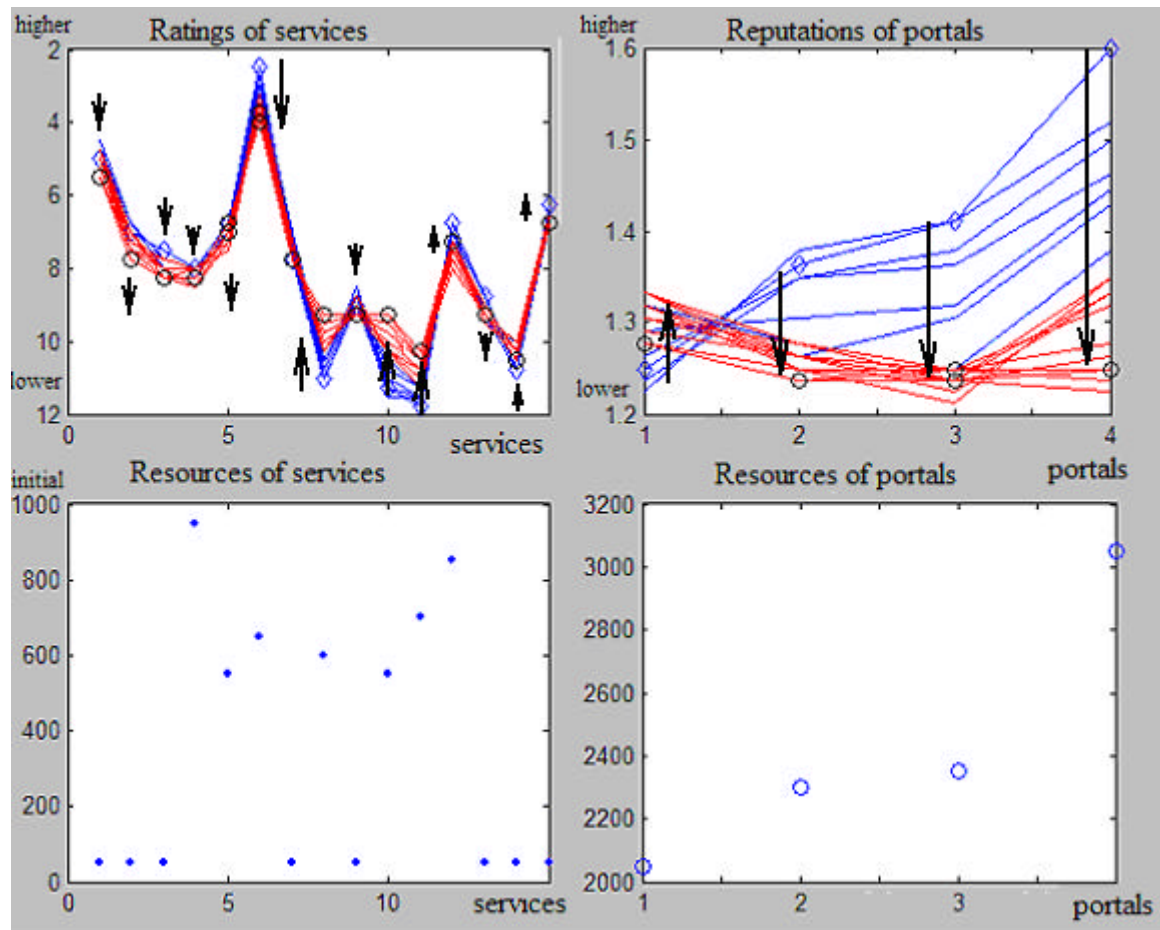 higher
Ratings of services
2
4
6
8
10
lower
12
0
5
10
services
higher
Reputations of portals
1.6
1.5
1.4
1.3
lower
1.2
1
2
3
4
portals
initial
Resources of services
1000
800
600
400
200
0
0
5
10
services
Resources of portals
3200
3000
2800
2600
2400
2200
2000
1
2
3
portals